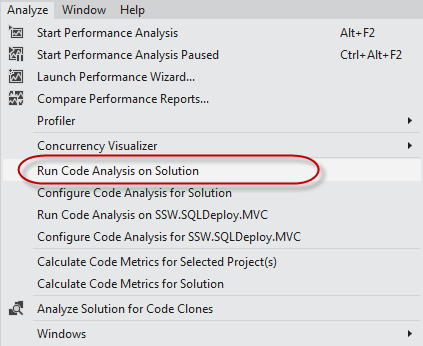 Analyze Window Help
Start Performance Analysis Alt+F2
Start Performance Analysis Paused Ctrl+Alt+F2
Launch Performance Wizard...
Compare Performance Reports...
Profiler
Concurrency Visualizer
Run Code Analysis on Solution
Configure Code Analysis for Solution
Run Code Analysis on SSW.SQLDeploy.MVC
Configure Code Analysis for SSW.SQLDeploy.MVC
Calculate Code Metrics for Selected Project(s)
Calculate Code Metrics for Solution
Analyze Solution for Code Clones
Windows